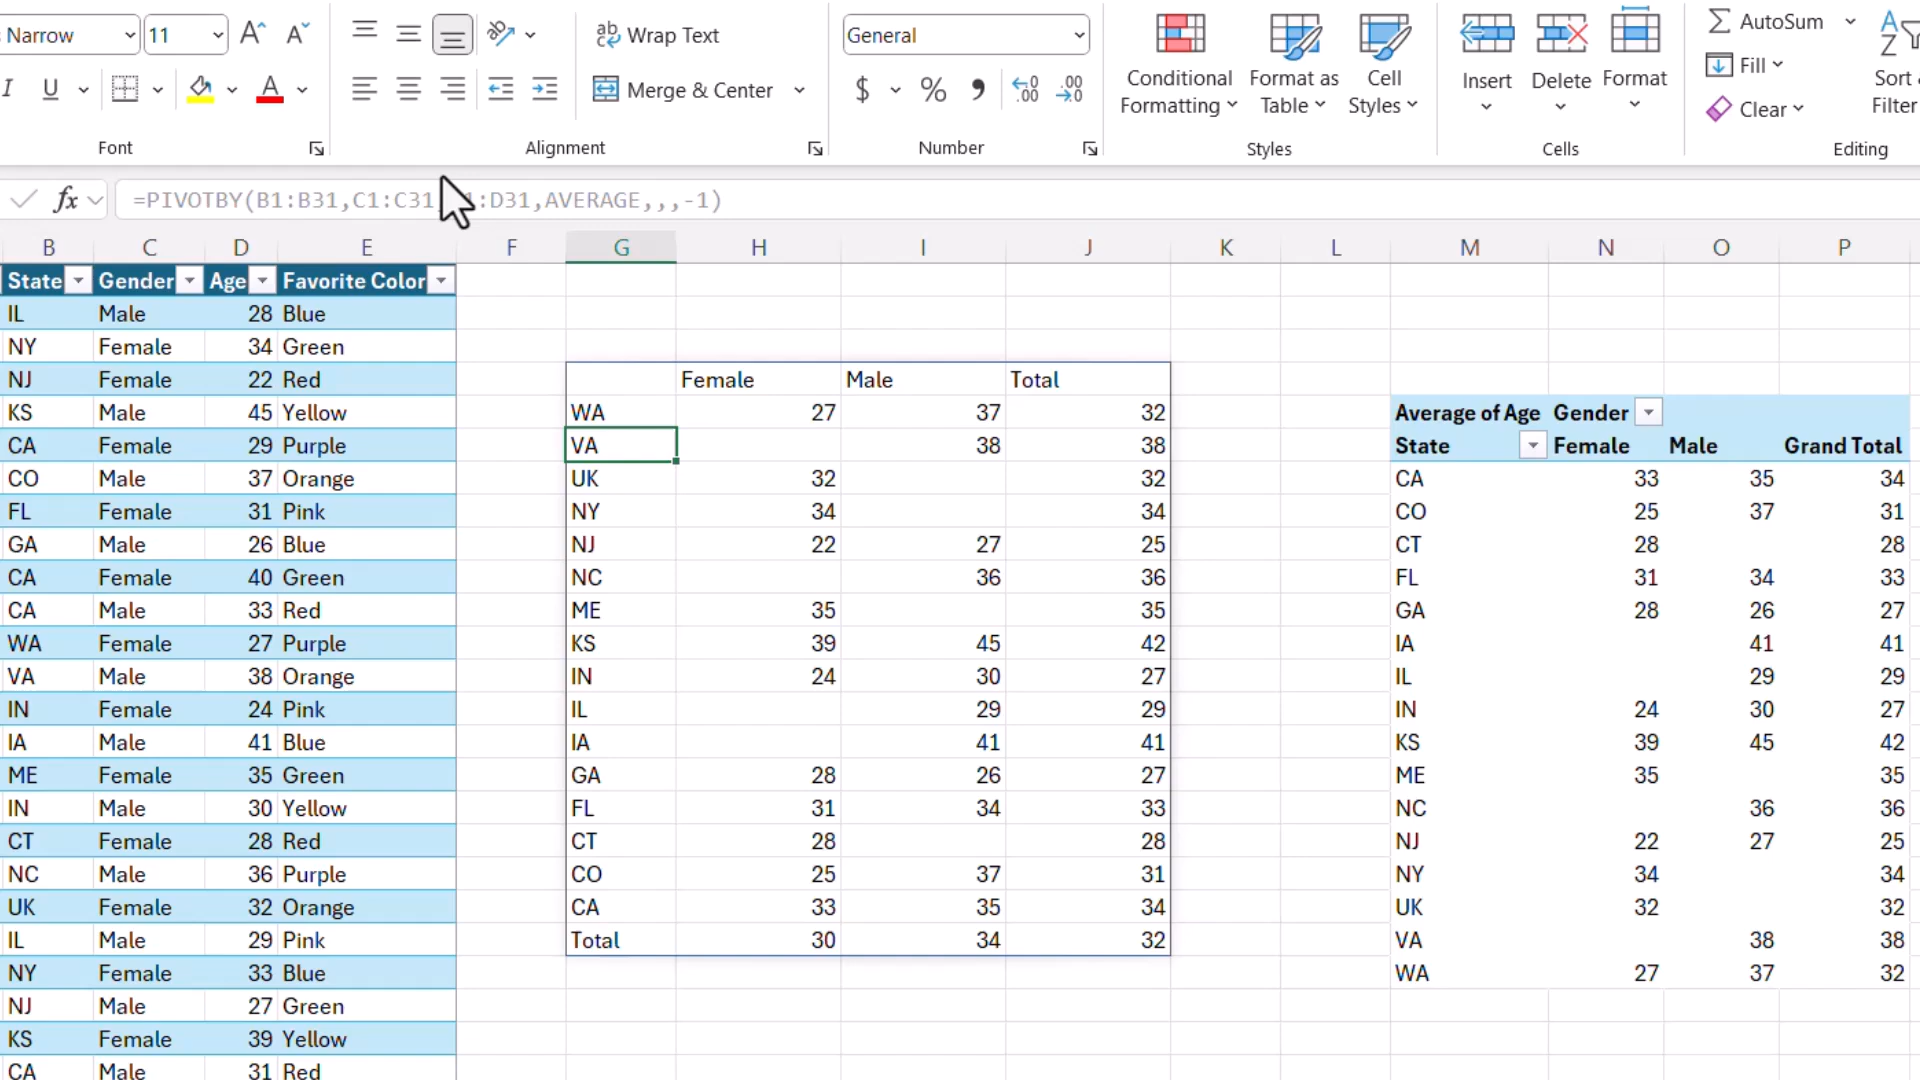 Narrow 11 Wrap Text General AutoSum
Conditional Formatting Format as Table Cell Styles Insert Delete Format Fill Sort Filter
U A Merge & Center $ % Clear
Font Alignment Number Styles Cells Editing
fx =PIVOTBY(B1:B31,C1:C31 :D31,AVERAGE,,,-1)
B C D E F G H I J K L M N O P
State Gender Age Favorite Color
IL Male 28 Blue
NY Female 34 Green
NJ Female 22 Red Female Male Total
KS Male 45 Yellow WA 27 37 32 Average of Age Gender
CA Female 29 Purple VA 38 38 State Female Male Grand Total
CO Male 37 Orange UK 32 32 CA 33 35 34
FL Female 31 Pink NY 34 34 CO 25 37 31
GA Male 26 Blue NJ 22 27 25 CT 28 28
CA Female 40 Green NC 36 36 FL 31 34 33
CA Male 33 Red ME 35 35 GA 28 26 27
WA Female 27 Purple KS 39 45 42 IA 41 41
VA Male 38 Orange IN 24 30 27 IL 29 29
IN Female 24 Pink IL 29 29 IN 24 30 27
IA Male 41 Blue IA 41 41 KS 39 45 42
ME Female 35 Green GA 28 26 27 ME 35 35
IN Male 30 Yellow FL 31 34 33 NC 36 36
CT Female 28 Red CT 28 28 NJ 22 27 25
NC Male 36 Purple CO 25 37 31 NY 34 34
UK Female 32 Orange CA 33 35 34 UK 32 32
IL Male 29 Pink Total 30 34 32 VA 38 38
NY Female 33 Blue WA 27 37 32
NJ Male 27 Green
KS Female 39 Yellow
CA Male 31 Red